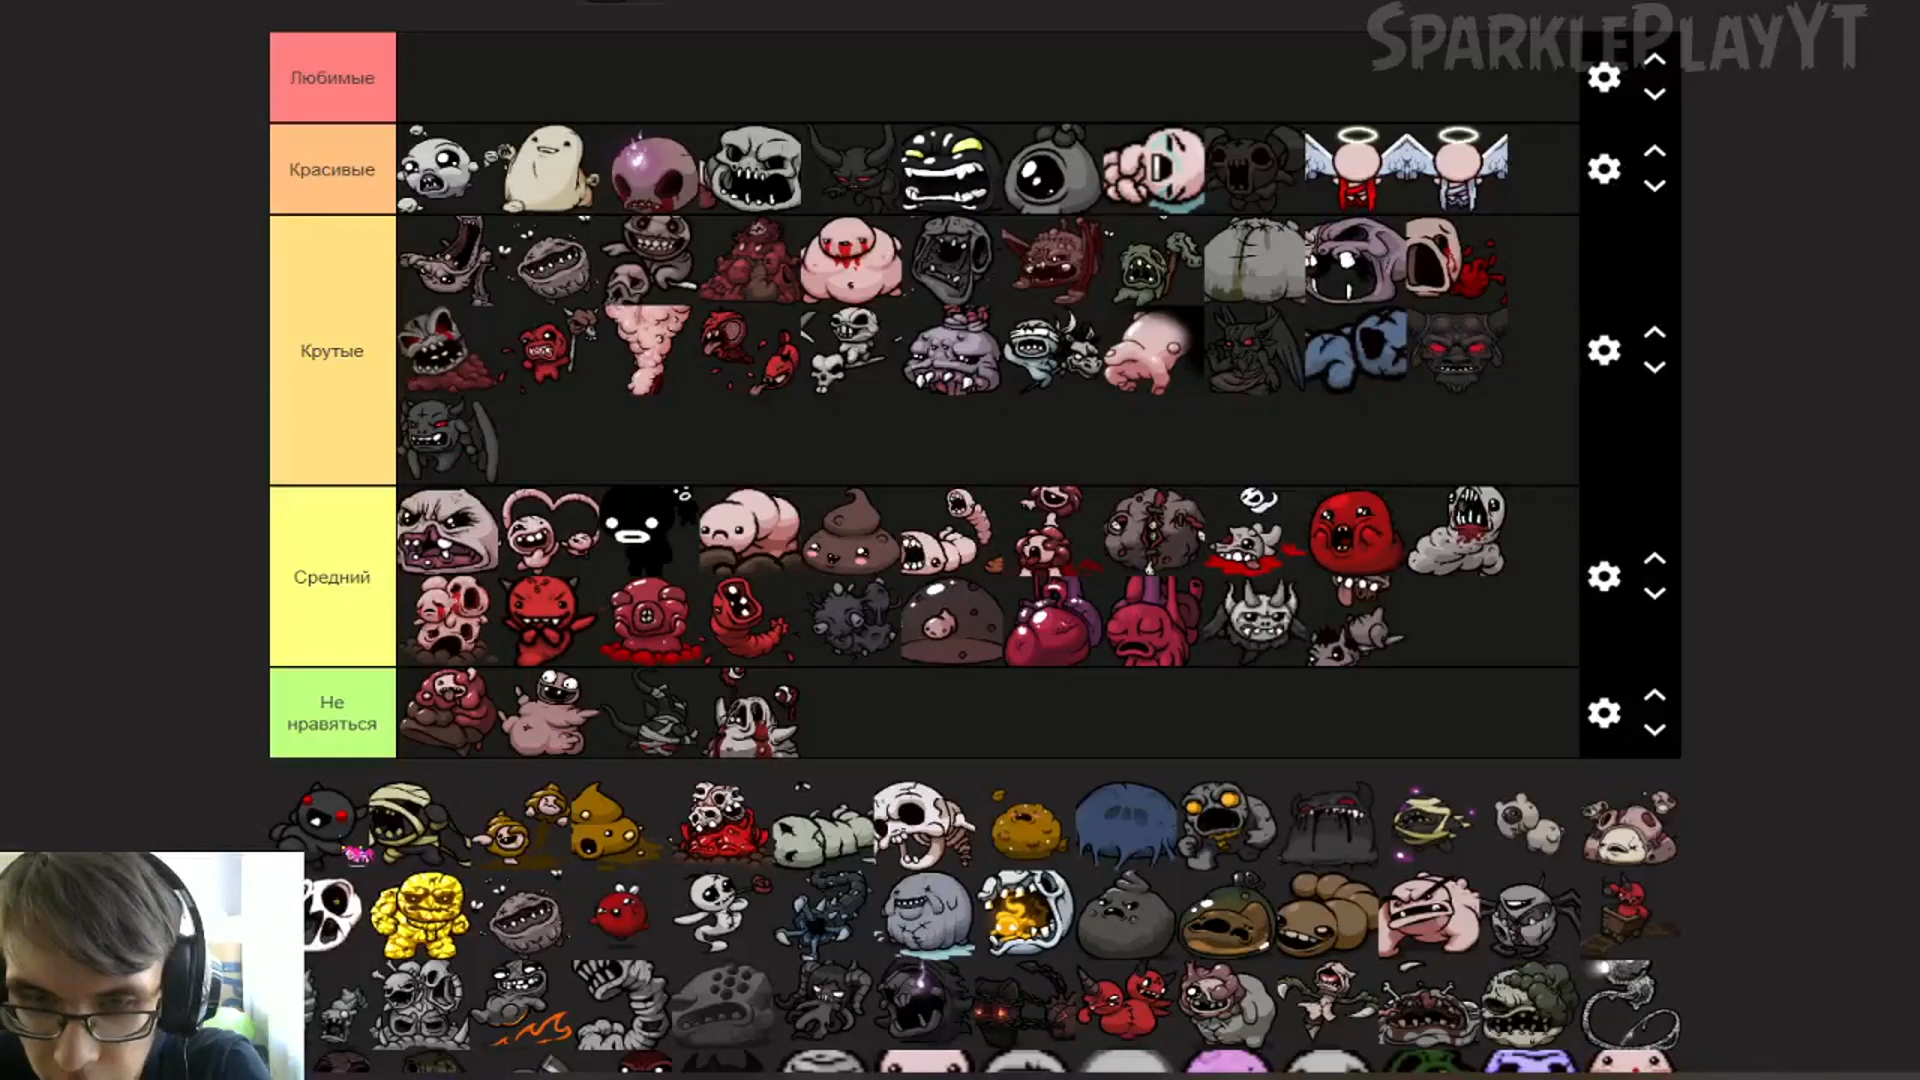 SPARKLEPLAYYT
Любимые
Красивые
Крутые
Средний
Не
нравяться